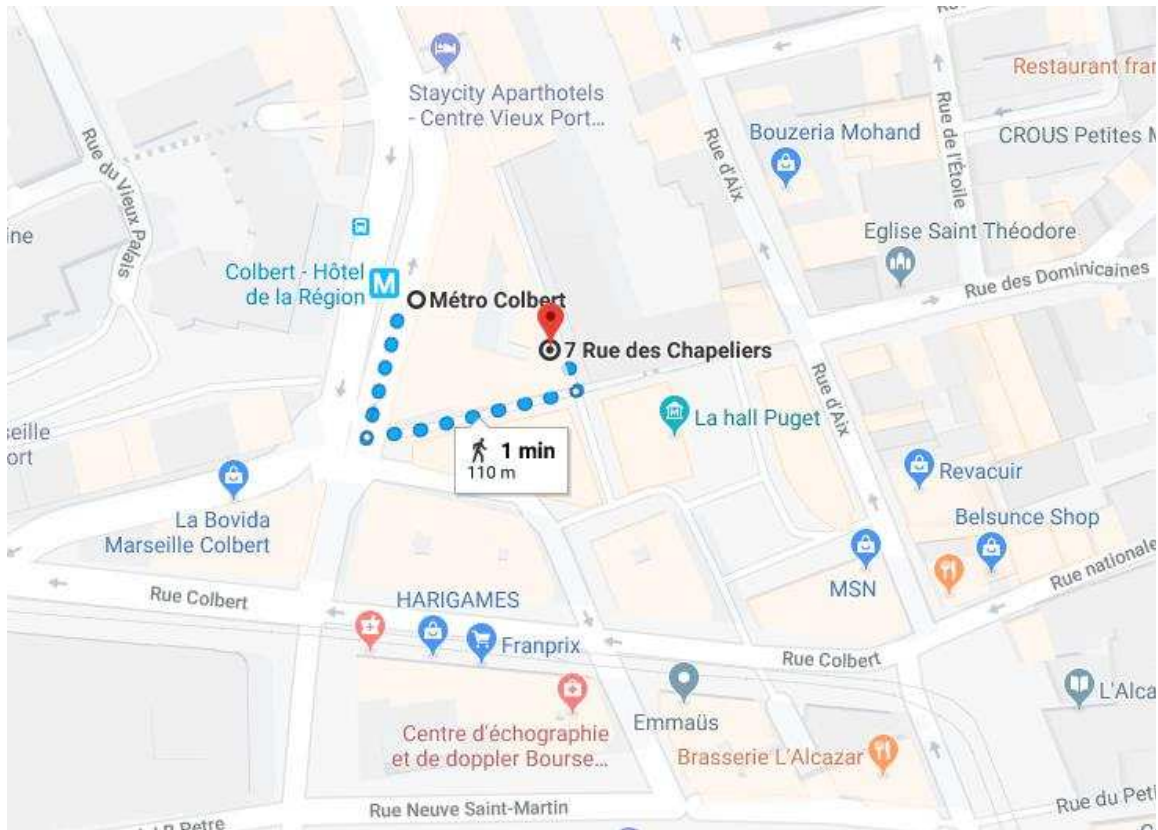 Staycity Aparthotels
- Centre Vieux Port...
Restaurant fran
Bouzeria Mohand
CROUS Petites M
Rue du Vieux Palais
Rue d'Aix
Rue de l'Étoile
ine
Eglise Saint Théodore
Colbert - Hôtel
de la Région
M
Métro Colbert
Rue des Dominicaines
7 Rue des Chapeliers
Rue d'Aix
La hall Puget
seille
ort
1 min
110 m
Revacuir
La Bovida
Marseille Colbert
Belsunce Shop
MSN
Rue nationale
Rue Colbert
HARIGAMES
Franprix
Rue Colbert
L'Alca
Emmaüs
Centre d'échographie
et de doppler Bourse...
Brasserie L'Alcazar
Rue Neuve Saint-Martin
Rue du Peti